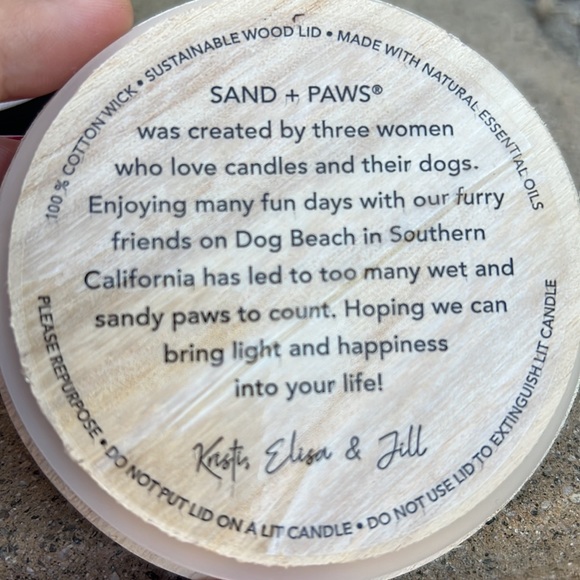 100% COTTON WICK • SUSTAINABLE WOOD LID • MADE WITH NATURAL ESSENTIAL OILS
SAND + PAWS®
was created by three women
who love candles and their dogs.
Enjoying many fun days with our furry
friends on Dog Beach in Southern
California has led to too many wet and
sandy paws to count. Hoping we can
bring light and happiness
into your life!
Kristi, Elisa & Jill
PLEASE REPURPOSE • DO NOT PUT LID ON A LIT CANDLE • DO NOT USE LID TO EXTINGUISH LIT CANDLE